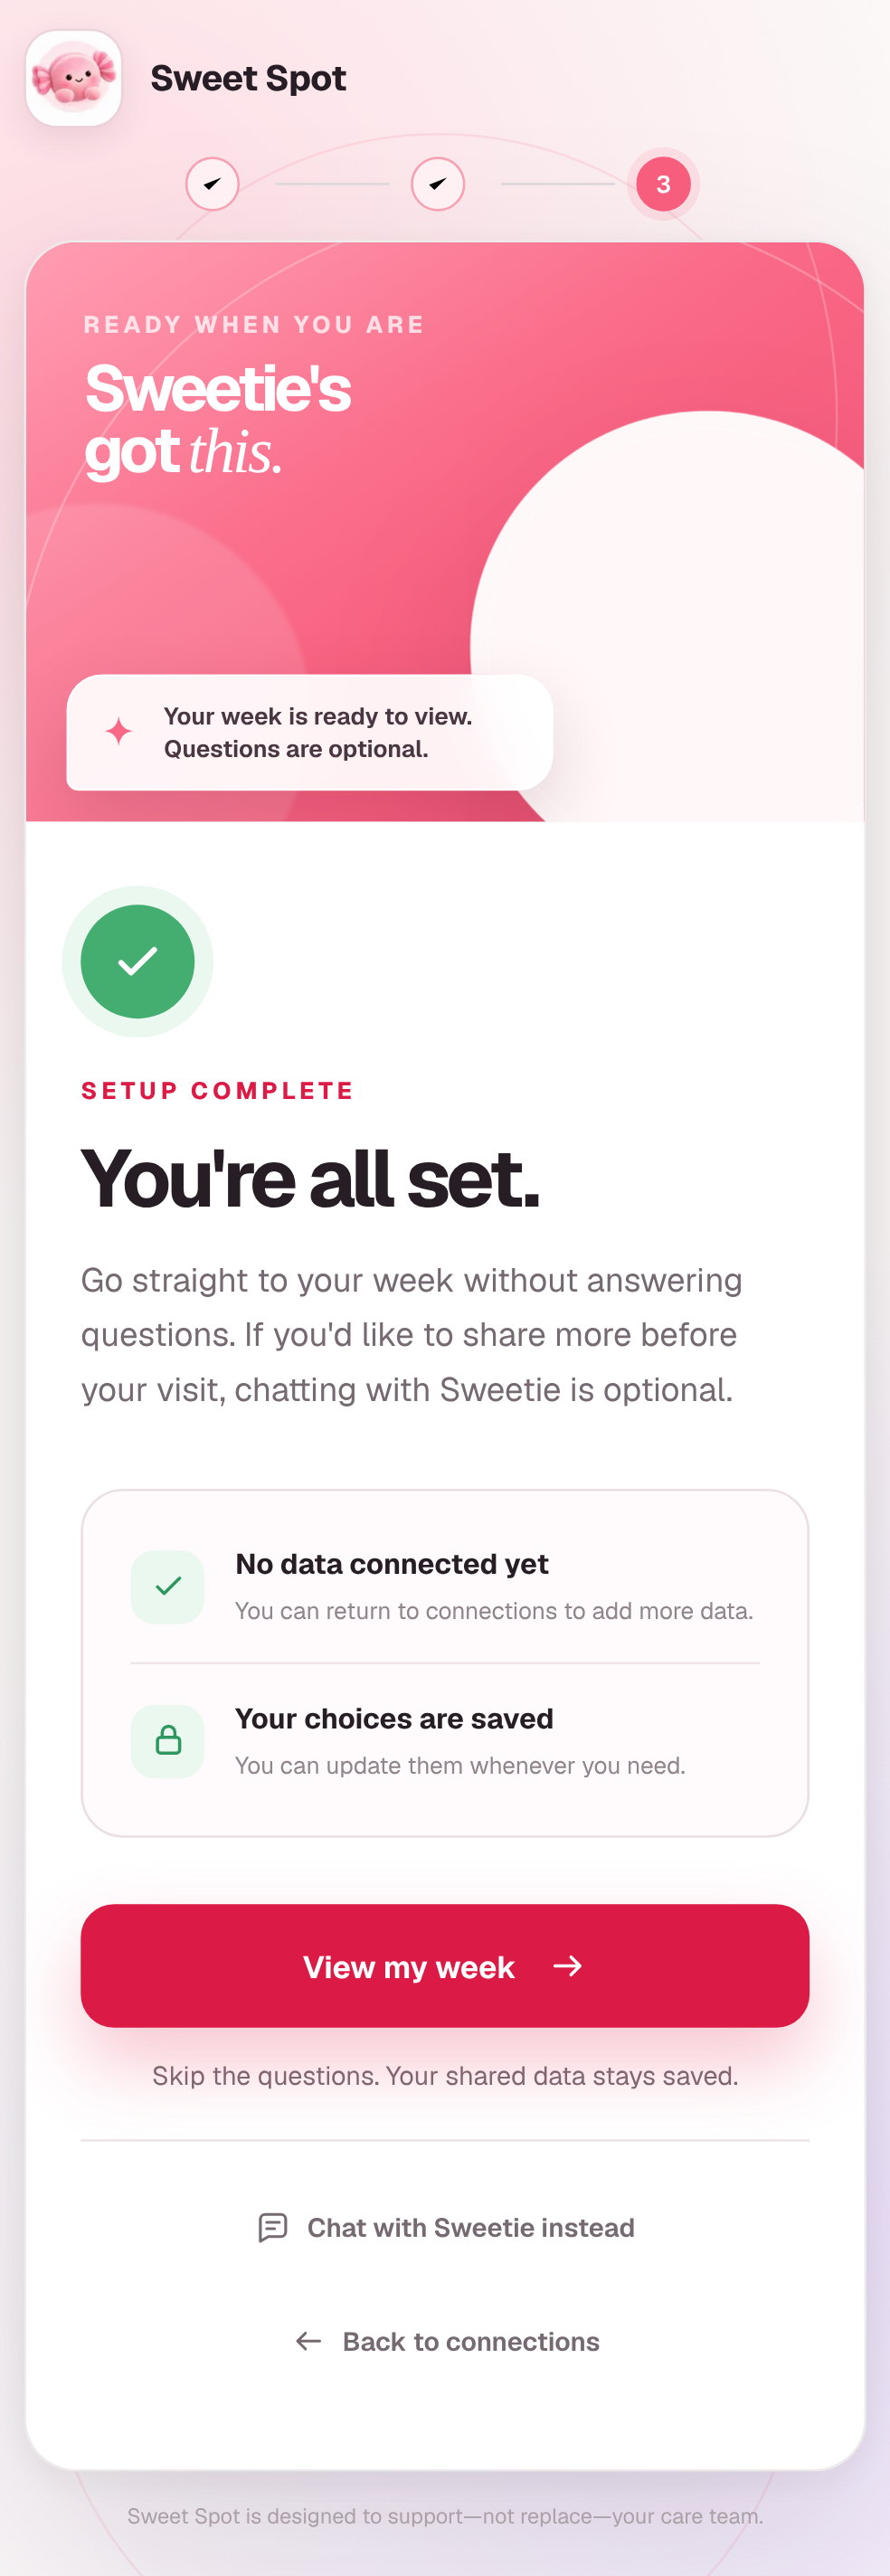 Sweet Spot
3
READY WHEN YOU ARE
Sweetie's
got this.
Your week is ready to view.
Questions are optional.
SETUP COMPLETE
You're all set.
Go straight to your week without answering
questions. If you'd like to share more before
your visit, chatting with Sweetie is optional.
No data connected yet
You can return to connections to add more data.
Your choices are saved
You can update them whenever you need.
View my week
Skip the questions. Your shared data stays saved.
Chat with Sweetie instead
Back to connections
Sweet Spot is designed to support—not replace—your care team.